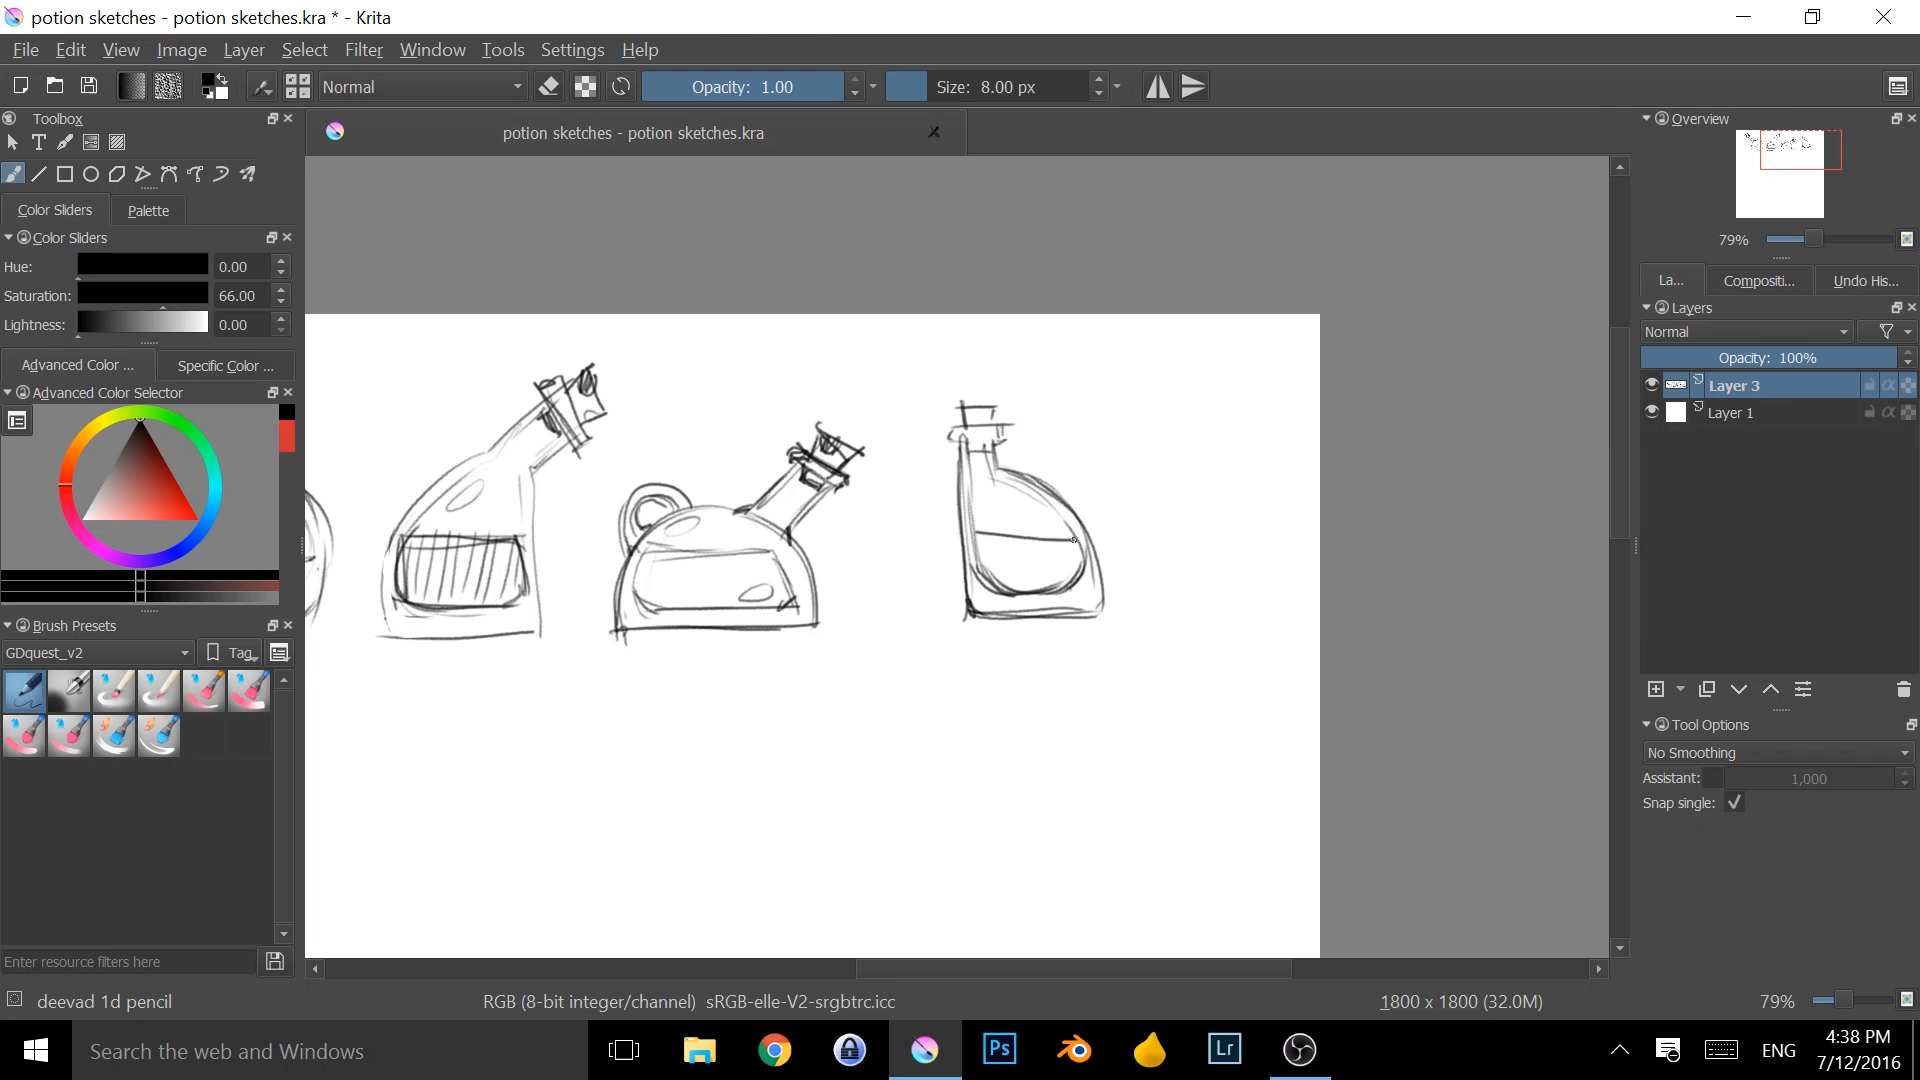 potion sketches - potion sketches.kra * - Krita
File Edit View Image Layer Select Filter Window Tools Settings Help
Normal Opacity: 1.00 Size: 8.00 px
Toolbox
potion sketches - potion sketches.kra
Color Sliders Palette
Color Sliders
Hue: 0.00
Saturation: 66.00
Lightness: 0.00
Advanced Color ... Specific Color ...
Advanced Color Selector
Brush Presets
GDquest_v2 Tag
Enter resource filters here
Overview
79%
La... Compositi... Undo His...
Layers
Normal
Opacity: 100%
Layer 3
Layer 1
Tool Options
No Smoothing
Assistant: 1,000
Snap single:
deevad 1d pencil RGB (8-bit integer/channel) sRGB-elle-V2-srgbtrc.icc 1800 x 1800 (32.0M) 79%
Search the web and Windows Ps Lr ENG 4:38 PM
7/12/2016